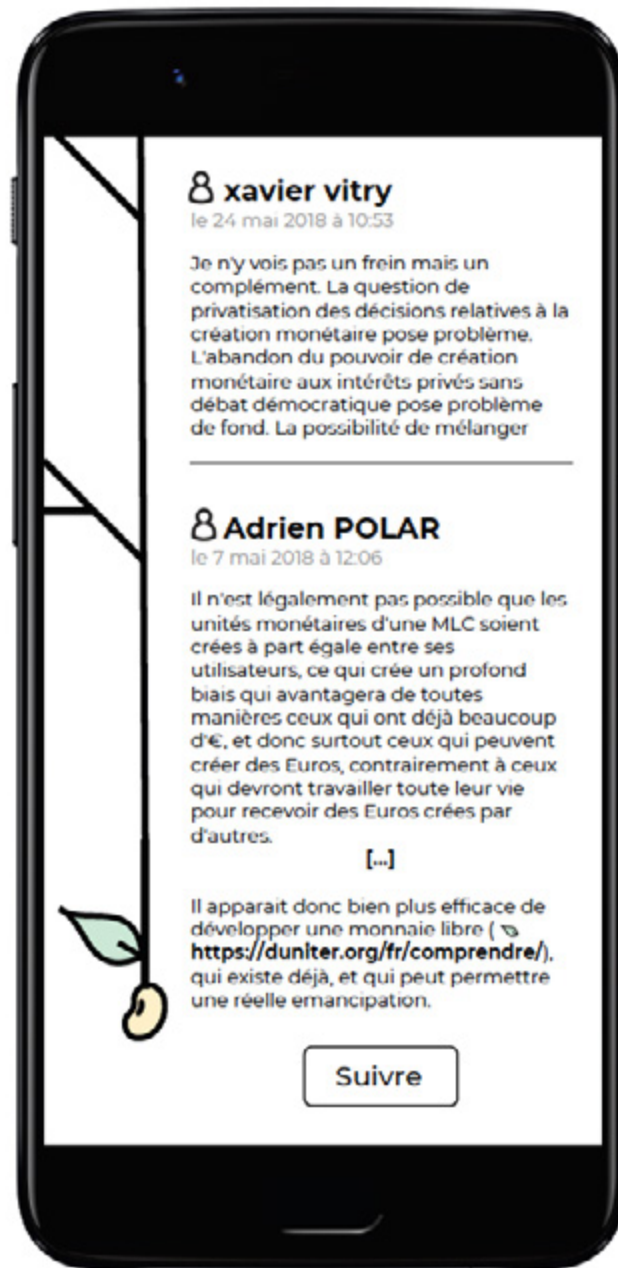 xavier vitry
le 24 mai 2018 à 10:53
Je n'y vois pas un frein mais un
complément. La question de
privatisation des décisions relatives à la
création monétaire pose problème.
L'abandon du pouvoir de création
monétaire aux intérêts privés sans
débat démocratique pose problème
de fond. La possibilité de mélanger
Adrien POLAR
le 7 mai 2018 à 12:06
Il n'est légalement pas possible que les
unités monétaires d'une MLC soient
crées à part égale entre ses
utilisateurs, ce qui crée un profond
biais qui avantagera de toutes
manières ceux qui ont déjà beaucoup
d'€, et donc surtout ceux qui peuvent
créer des Euros, contrairement à ceux
qui devront travailler toute leur vie
pour recevoir des Euros crées par
d'autres.
[...]
Il apparait donc bien plus efficace de
développer une monnaie libre (
https://duniter.org/fr/comprendre/),
qui existe déjà, et qui peut permettre
une réelle emancipation.
Suivre